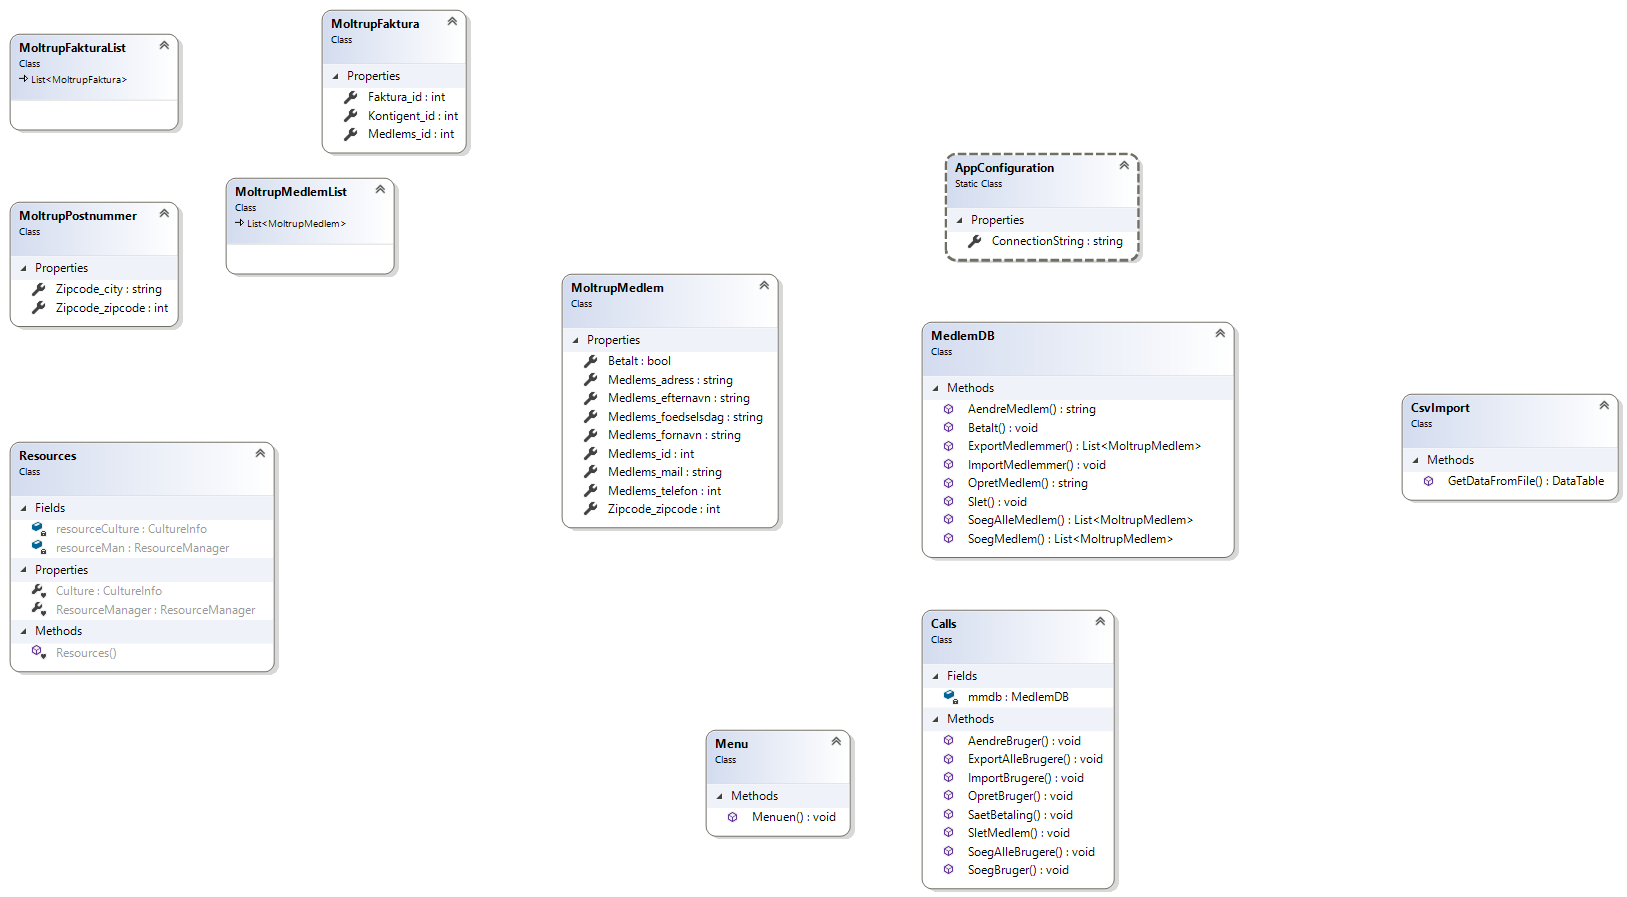 MoltrupFakturaList
Class
List<MoltrupFaktura>
MoltrupFaktura
Class
Properties
Faktura_id : int
Kontigent_id : int
Medlems_id : int
MoltrupPostnummer
Class
Properties
Zipcode_city : string
Zipcode_zipcode : int
MoltrupMedlemList
Class
List<MoltrupMedlem>
MoltrupMedlem
Class
Properties
Betalt : bool
Medlems_adress : string
Medlems_efternavn : string
Medlems_foedselsdag : string
Medlems_fornavn : string
Medlems_id : int
Medlems_mail : string
Medlems_telefon : int
Zipcode_zipcode : int
AppConfiguration
Static Class
Properties
ConnectionString : string
MedlemDB
Class
Methods
AendreMedlem() : string
Betalt() : void
ExportMedlemmer() : List<MoltrupMedlem>
ImportMedlemmer() : void
OpretMedlem() : string
Slet() : void
SoegAlleMedlem() : List<MoltrupMedlem>
SoegMedlem() : List<MoltrupMedlem>
CsvImport
Class
Methods
GetDataFromFile() : DataTable
Resources
Class
Fields
resourceCulture : CultureInfo
resourceMan : ResourceManager
Properties
Culture : CultureInfo
ResourceManager : ResourceManager
Methods
Resources()
Menu
Class
Methods
Menuen() : void
Calls
Class
Fields
mmdb : MedlemDB
Methods
AendreBruger() : void
ExportAlleBrugere() : void
ImportBrugere() : void
OpretBruger() : void
SaetBetaling() : void
SletMedlem() : void
SoegAlleBrugere() : void
SoegBruger() : void